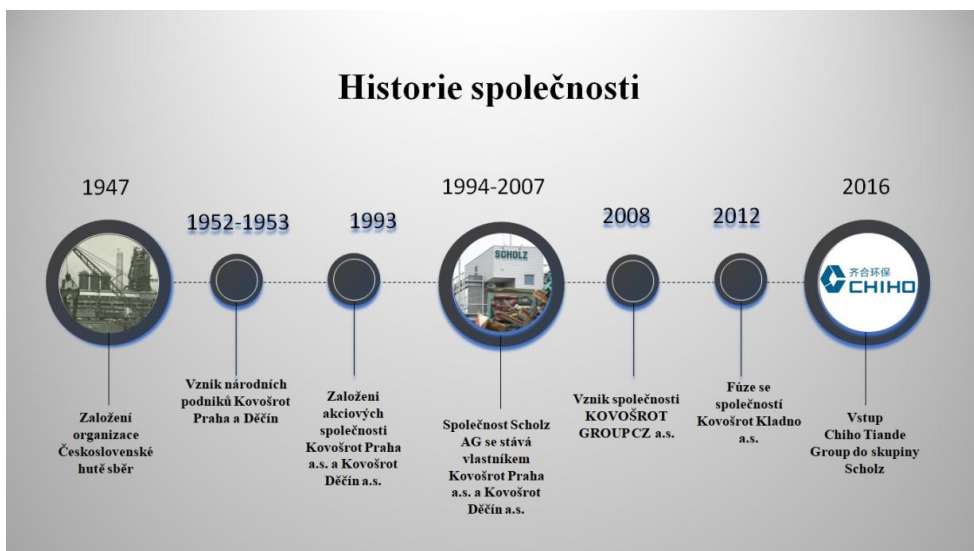 Historie společnosti
1947
Založení
organizace
Československé
hutě sběr
1952-1953
Vznik národních
podniků Kovošrot
Praha a Děčín
1993
Založeni
akciových
společnosti
Kovošrot Praha
a.s. a Kovošrot
Děčín a.s.
1994-2007
SCHOLZ
Společnost Scholz
AG se stává
vlastníkem
Kovošrot Praha
a.s. a Kovošrot
Děčín a.s.
2008
Vznik společnosti
KOVOŠROT
GROUP CZ a.s.
2012
Fúze se
společností
Kovošrot Kladno
a.s.
2016
齐合环保
CHIHO
Vstup
Chiho Tiande
Group do skupiny
Scholz